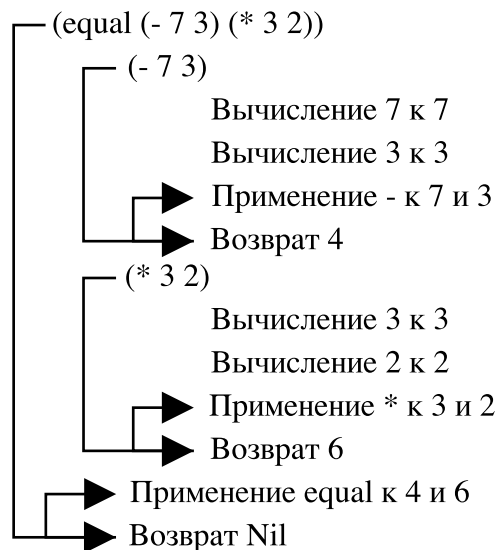 (equal (- 7 3) (* 3 2))
(- 7 3)
Вычисление 7 к 7
Вычисление 3 к 3
Применение - к 7 и 3
Возврат 4
(* 3 2)
Вычисление 3 к 3
Вычисление 2 к 2
Применение * к 3 и 2
Возврат 6
Применение equal к 4 и 6
Возврат Nil